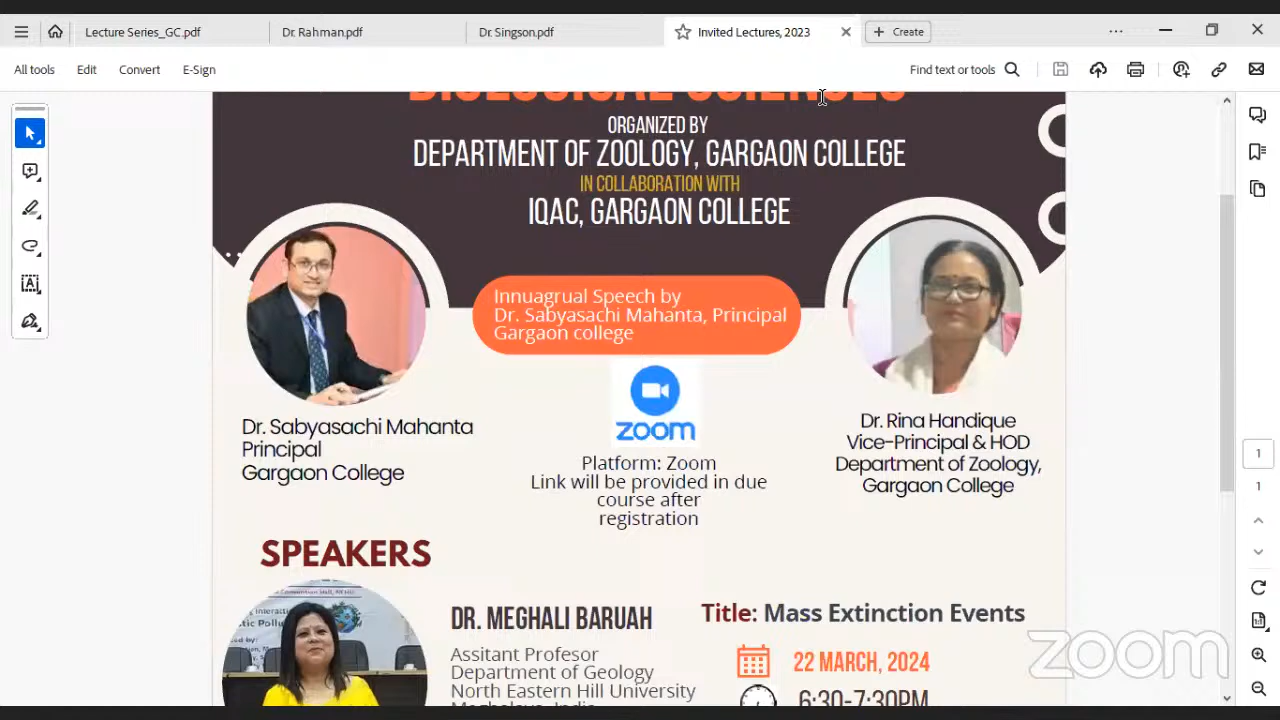 Lecture Series_GC.pdf
Dr. Rahman.pdf
Dr. Singson.pdf
Invited Lectures, 2023
Create
All tools
Edit
Convert
E-Sign
Find text or tools
BIOLOGICAL SCIENCES
ORGANIZED BY
DEPARTMENT OF ZOOLOGY, GARGAON COLLEGE
IN COLLABORATION WITH
IQAC, GARGAON COLLEGE
Innuagrual Speech by
Dr. Sabyasachi Mahanta, Principal
Gargaon college
zoom
Dr. Sabyasachi Mahanta
Principal
Gargaon College
Platform: Zoom
Link will be provided in due
course after
registration
Dr. Rina Handique
Vice-Principal & HOD
Department of Zoology,
Gargaon College
1
1
SPEAKERS
DR. MEGHALI BARUAH
Assitant Profesor
Department of Geology
North Eastern Hill University
Meghalaya, India
Title: Mass Extinction Events
22 MARCH, 2024
6:30-7:30PM
zoom